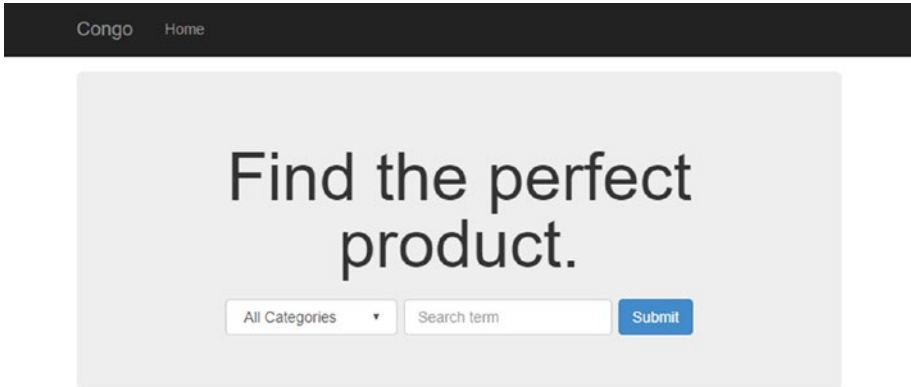 Congo Home
Find the perfect
product.
All Categories Search term Submit